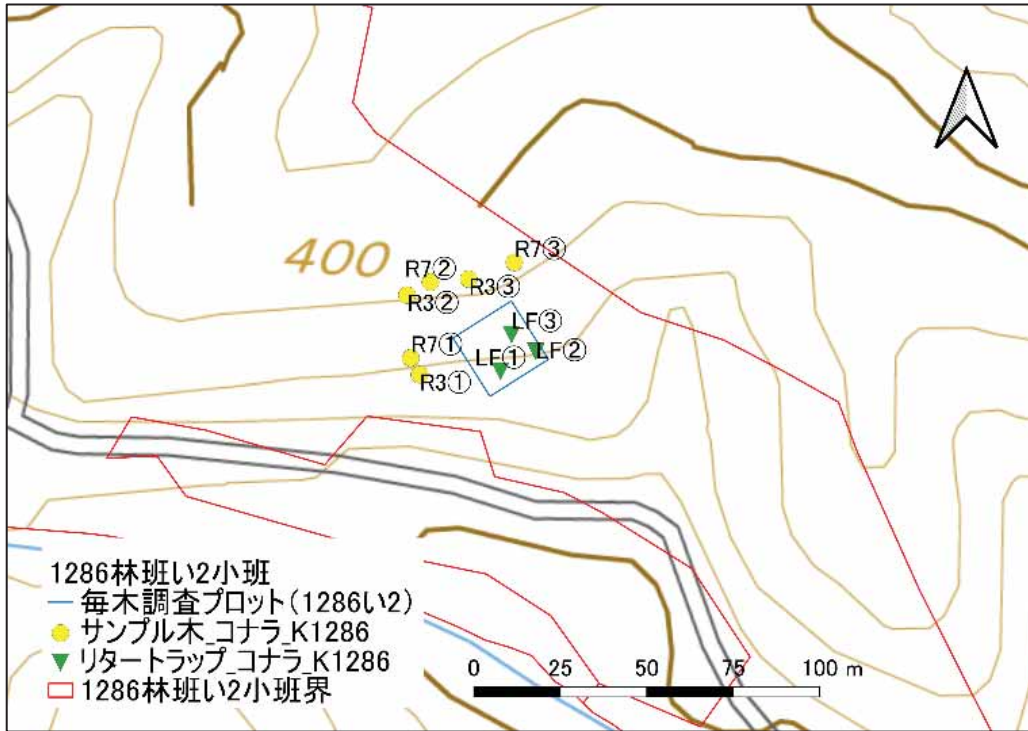 400
R7③
R7②
R3③
R3②
LF③
R7①
LF①
LF②
R3①
1286林班い2小班
毎木調査プロット(1286い2)
サンプル木_コナラ_K1286
リタートラップ_コナラ_K1286
1286林班い2小班界
0 25 50 75 100 m